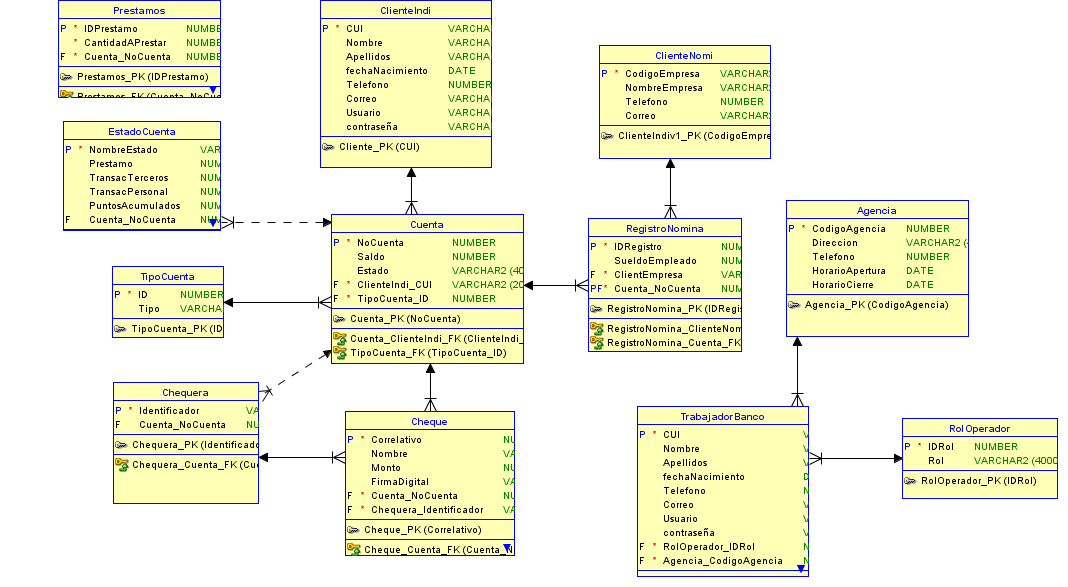 Prestamos
P * IDPrestamo NUMBE
* CantidadAPrestar NUMBE
F * Cuenta_NoCuenta NUMBE
Prestamos_PK (IDPrestamo)
Prestamos_FK (Cuenta_NoCu
EstadoCuenta
P * NombreEstado VAR
Prestamo NUM
TransacTerceros NUM
TransacPersonal NUM
PuntosAcumulados NUM
F Cuenta_NoCuenta NUM
TipoCuenta
P * ID NUMBER
Tipo VARCHA
TipoCuenta_PK (ID
Chequera
P * Identificador VA
F Cuenta_NoCuenta NU
Chequera_PK (Identificado
Chequera_Cuenta_FK (Cue
ClienteIndi
P * CUI VARCHA
Nombre VARCHA
Apellidos VARCHA
fechaNacimiento DATE
Telefono NUMBER
Correo VARCHA
Usuario VARCHA
contraseña VARCHA
Cliente_PK (CUI)
Cuenta
P * NoCuenta NUMBER
Saldo NUMBER
Estado VARCHAR2 (40
F * ClienteIndi_CUI VARCHAR2 (20
F * TipoCuenta_ID NUMBER
Cuenta_PK (NoCuenta)
Cuenta_ClienteIndi_FK (ClienteIndi_
TipoCuenta_FK (TipoCuenta_ID)
Cheque
P * Correlativo NU
Nombre VA
Monto NU
FirmaDigital VA
F * Cuenta_NoCuenta NU
F * Chequera_Identificador VA
Cheque_PK (Correlativo)
Cheque_Cuenta_FK (Cuenta_N
ClienteNomi
P * CodigoEmpresa VARCHAR
NombreEmpresa VARCHAR
Telefono NUMBER
Correo VARCHAR
ClienteIndiv1_PK (CodigoEmpre
RegistroNomina
P * IDRegistro NUM
SueldoEmpleado NUM
F * ClientEmpresa VAR
PF* Cuenta_NoCuenta NUM
RegistroNomina_PK (IDRegis
RegistroNomina_ClienteNom
RegistroNomina_Cuenta_FK
Agencia
P * CodigoAgencia NUMBER
Direccion VARCHAR2 (
Telefono NUMBER
HorarioApertura DATE
HorarioCierre DATE
Agencia_PK (CodigoAgencia)
TrabajadorBanco
P * CUI V
Nombre V
Apellidos V
fechaNacimiento D
Telefono N
Correo V
Usuario V
contraseña V
F * RolOperador_IDRol N
F * Agencia_CodigoAgencia N
RolOperador
P * IDRol NUMBER
Rol VARCHAR2 (4000
RolOperador_PK (IDRol)